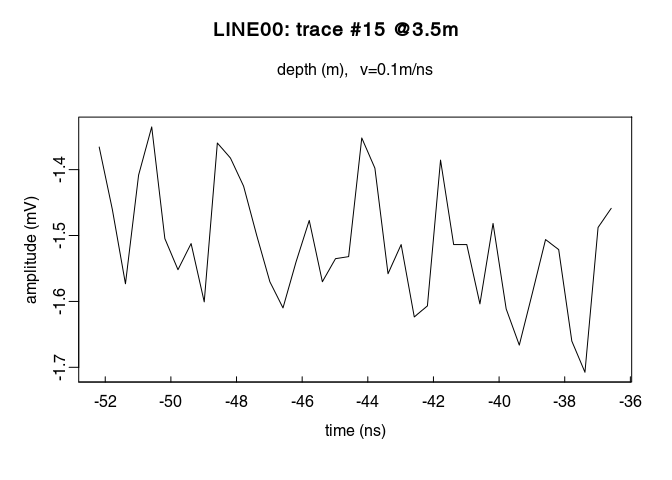 LINE00: trace #15 @3.5m
depth (m), v=0.1m/ns
amplitude (mV)
-1.4
-1.5
-1.6
-1.7
-52 -50 -48 -46 -44 -42 -40 -38 -36
time (ns)